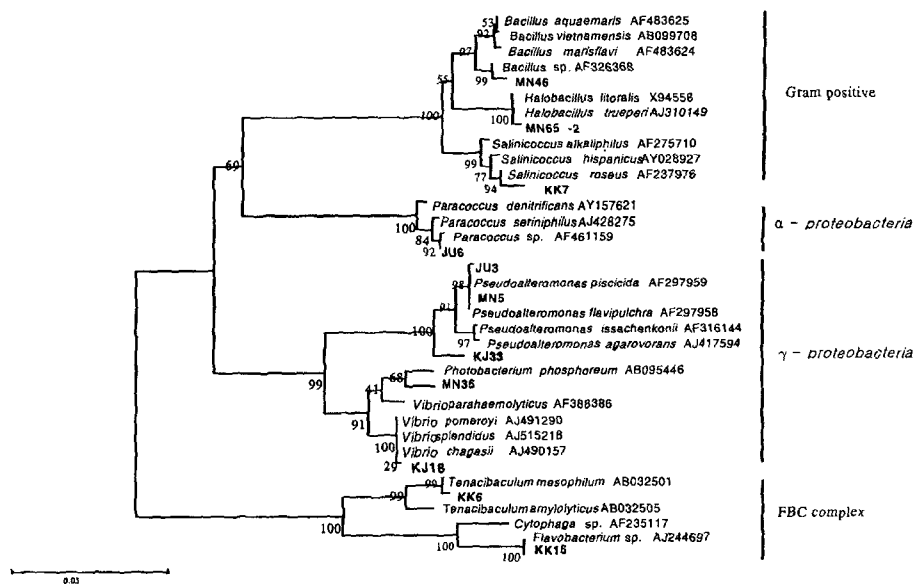 53 Bacillus aquaemaris AF483625
92 Bacillus vietnamensis AB099708
Bacillus marisflavi AF483624
97
Bacillus sp. AF326368
99 MN46
55
Gram positive
Halobacillus litoralis X94558
Halobacillus trueperi AJ310149
100 MN65 -2
100
Salinicoccus alkaliphilus AF275710
99 Salinicoccus hispanicus AY028927
77 Salinicoccus roseus AF237976
94 KK7
69
Paracoccus denitrificans AY157621
100 Paracoccus seriniphilus AJ428275
α - proteobacteria
84 Paracoccus sp. AF461159
92 JU6
JU3
98 Pseudoalteromonas piscicida AF297959
MN5
91
Pseudoalteromonas flavipulchra AF297958
100 Pseudoalteromonas issachenkonii AF316144
97 Pseudoalteromonas agarovorans AJ417594
KJ33
γ - proteobacteria
99
68 Photobacterium phosphoreum AB095446
MN36
41
Vibrio parahaemolyticus AF388386
91
Vibrio pomeroyi AJ491290
Vibrio splendidus AJ515218
100 Vibrio chagasii AJ490157
29 KJ18
99 Tenacibaculum mesophilum AB032501
KK6
99
Tenacibaculum amylolyticus AB032505
FBC complex
100
Cytophaga sp. AF235117
100 Flavobacterium sp. AJ244697
100 KK15
0.03